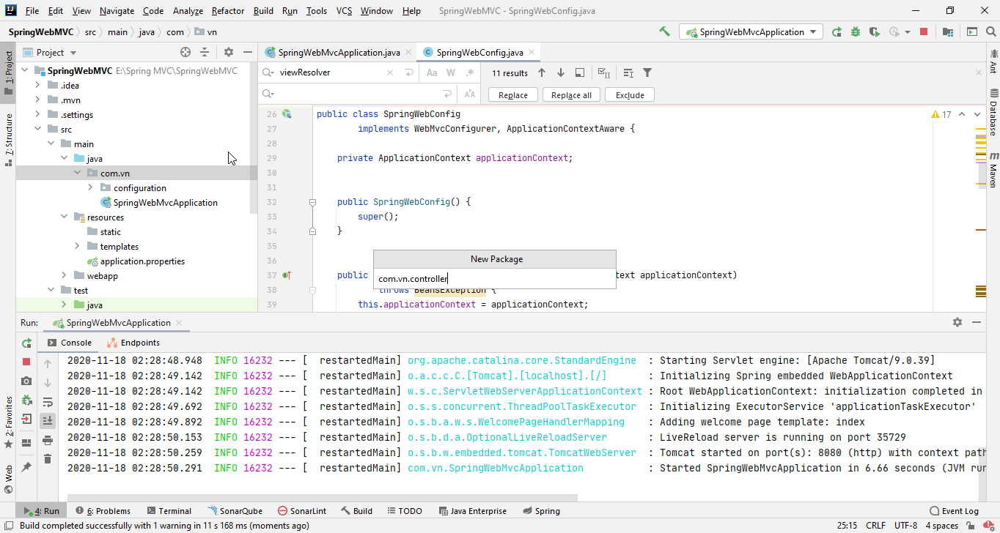 File Edit View Navigate Code Analyze Refactor Build Run Tools VCS Window Help SpringWebMVC - SpringWebConfig.java
SpringWebMVC src main java com vn SpringWebMvcApplication
Project SpringWebMvcApplication.java SpringWebConfig.java
1: Project
7: Structure
2: Favorites
Web
SpringWebMVC E:\Spring MVC\SpringWebMVC
.idea
.mvn
.settings
src
main
java
com.vn
configuration
SpringWebMvcApplication
resources
static
templates
application.properties
webapp
test
java
viewResolver Aa W .* 11 results
Replace Replace all Exclude
17
26 public class SpringWebConfig
27 implements WebMvcConfigurer, ApplicationContextAware {
28
29 private ApplicationContext applicationContext;
30
31
32 public SpringWebConfig() {
33 super();
34 }
35
36
New Package
com.vn.controller
37 public text applicationContext)
38 throws BeansException {
39 this.applicationContext = applicationContext;
Ant
Database
Maven
Run: SpringWebMvcApplication
Console Endpoints
2020-11-18 02:28:48.948 INFO 16232 --- [ restartedMain] org.apache.catalina.core.StandardEngine : Starting Servlet engine: [Apache Tomcat/9.0.39]
2020-11-18 02:28:49.142 INFO 16232 --- [ restartedMain] o.a.c.c.C.[Tomcat].[localhost].[/] : Initializing Spring embedded WebApplicationContext
2020-11-18 02:28:49.142 INFO 16232 --- [ restartedMain] w.s.c.ServletWebServerApplicationContext : Root WebApplicationContext: initialization completed in
2020-11-18 02:28:49.692 INFO 16232 --- [ restartedMain] o.s.s.concurrent.ThreadPoolTaskExecutor : Initializing ExecutorService 'applicationTaskExecutor'
2020-11-18 02:28:49.892 INFO 16232 --- [ restartedMain] o.s.b.a.w.s.WelcomePageHandlerMapping : Adding welcome page template: index
2020-11-18 02:28:50.153 INFO 16232 --- [ restartedMain] o.s.b.d.a.OptionalLiveReloadServer : LiveReload server is running on port 35729
2020-11-18 02:28:50.259 INFO 16232 --- [ restartedMain] o.s.b.w.embedded.tomcat.TomcatWebServer : Tomcat started on port(s): 8080 (http) with context path
2020-11-18 02:28:50.291 INFO 16232 --- [ restartedMain] com.vn.SpringWebMvcApplication : Started SpringWebMvcApplication in 6.66 seconds (JVM run
4: Run 6: Problems Terminal SonarQube SonarLint Build TODO Java Enterprise Spring Event Log
Build completed successfully with 1 warning in 11 s 168 ms (moments ago) 25:15 CRLF UTF-8 4 spaces